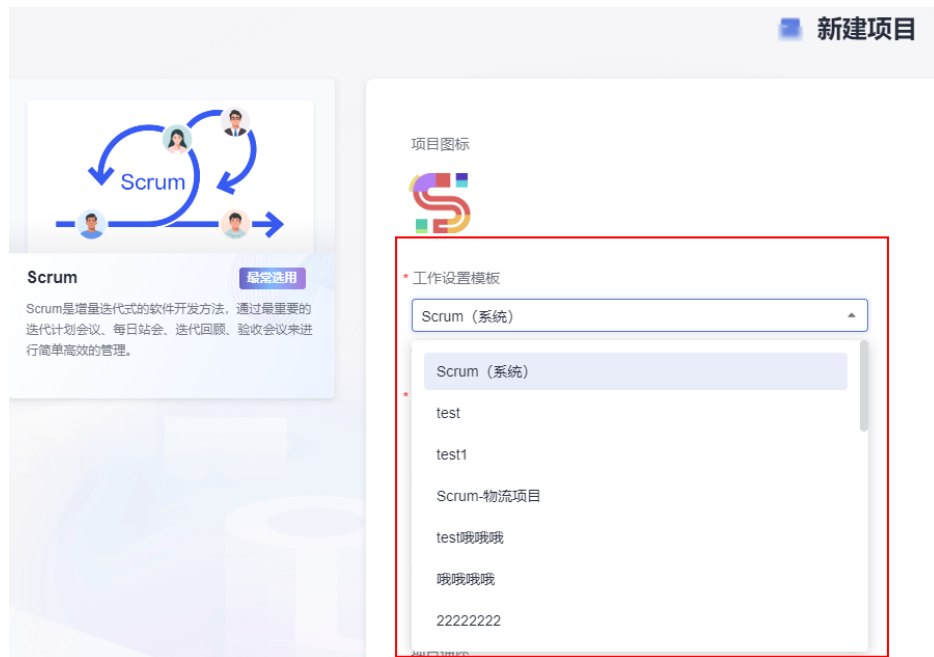 新建项目
Scrum
Scrum
最常选用
Scrum是增量迭代式的软件开发方法，通过最重要的
迭代计划会议、每日站会、迭代回顾、验收会议来进
行简单高效的管理。
项目图标
* 工作设置模板
Scrum（系统）
Scrum（系统）
*
test
test1
Scrum-物流项目
test哦哦哦
哦哦哦哦
22222222